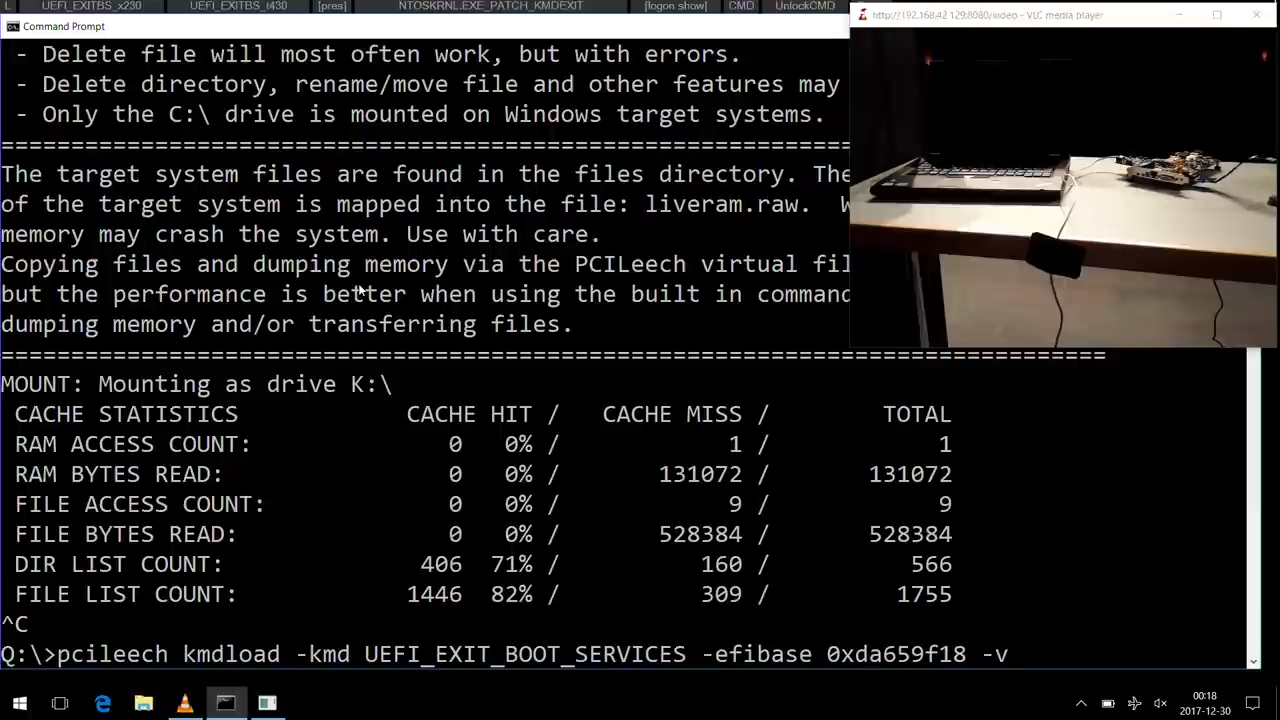 L UEFI_EXITBS_x230 UEFI_EXITBS_t430 [pres] NTOSKRNL.EXE_PATCH_KMDEXIT [logon show] CMD UnlockCMD
Command Prompt
http://192.168.42.129:8080/video - VLC media player
- Delete file will most often work, but with errors.
- Delete directory, rename/move file and other features may
- Only the C:\ drive is mounted on Windows target systems.
===============================================================================
The target system files are found in the files directory. The
of the target system is mapped into the file: liveram.raw. W
memory may crash the system. Use with care.
Copying files and dumping memory via the PCILeech virtual fil
but the performance is better when using the built in command
dumping memory and/or transferring files.
===============================================================================
MOUNT: Mounting as drive K:\
CACHE STATISTICS CACHE HIT / CACHE MISS / TOTAL
RAM ACCESS COUNT: 0 0% / 1 / 1
RAM BYTES READ: 0 0% / 131072 / 131072
FILE ACCESS COUNT: 0 0% / 9 / 9
FILE BYTES READ: 0 0% / 528384 / 528384
DIR LIST COUNT: 406 71% / 160 / 566
FILE LIST COUNT: 1446 82% / 309 / 1755
^C
Q:\>pcileech kmdload -kmd UEFI_EXIT_BOOT_SERVICES -efibase 0xda659f18 -v
00:18
2017-12-30